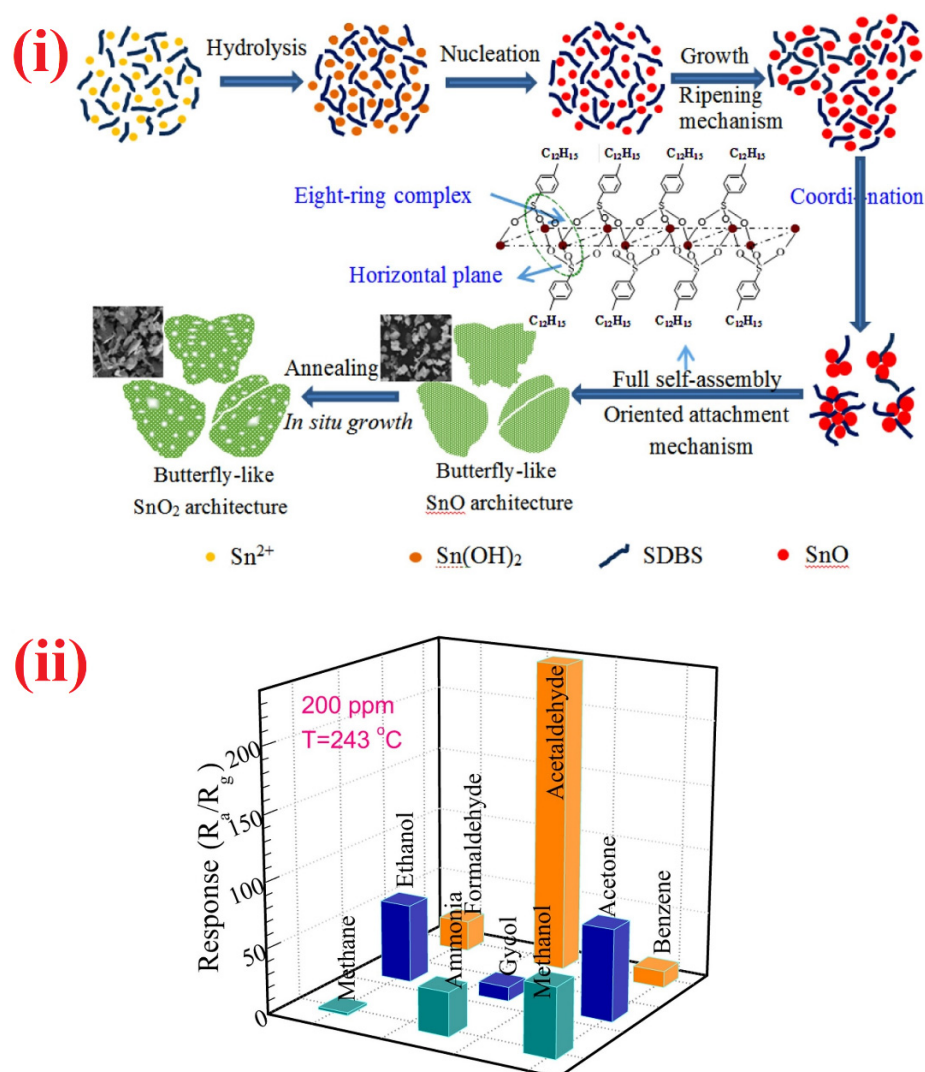 (i)
Hydrolysis
Nucleation
Growth
Ripening
mechanism
C₁₂H₁₅ C₁₂H₁₅ C₁₂H₁₅ C₁₂H₁₅
Eight-ring complex
Coordi-nation
S S S S
O O O O O O O O
O O O O O O O O
S S S S
Horizontal plane
C₁₂H₁₅ C₁₂H₁₅ C₁₂H₁₅ C₁₂H₁₅
Annealing
In situ growth
Full self-assembly
Oriented attachment
mechanism
Butterfly-like
SnO₂ architecture
Butterfly-like
SnO architecture
Sn²⁺
Sn(OH)₂
SDBS
SnO
(ii)
200 ppm
T=243 °C
Response (Rₐ/R_g)
200
150
100
50
0
Methane
Ethanol
Formaldehyde
Ammonia
Gycol
Acetaldehyde
Methanol
Acetone
Benzene